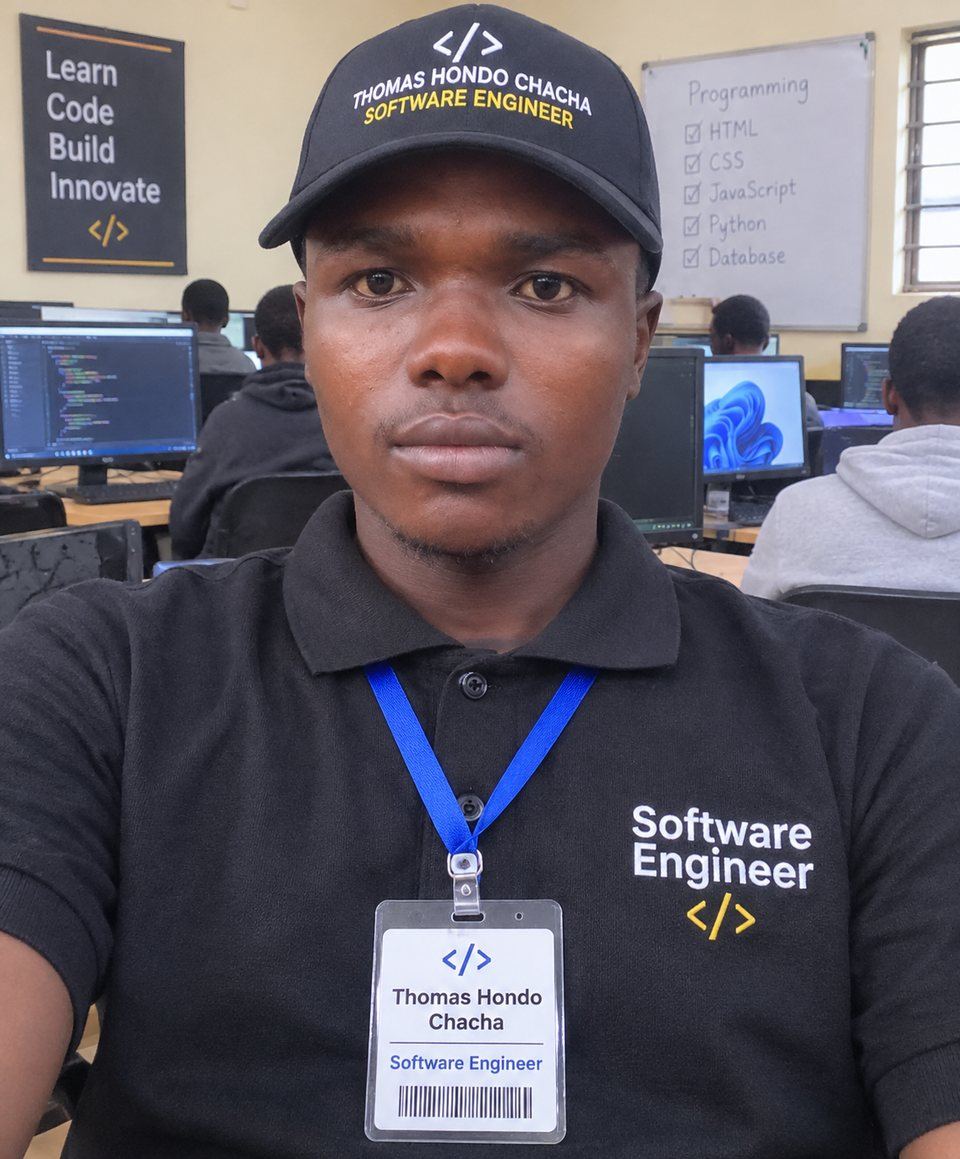 Learn
Code
Build
Innovate
</>
</>
THOMAS HONDO CHACHA
SOFTWARE ENGINEER
Programming
☑ HTML
☑ CSS
☑ JavaScript
☑ Python
☑ Database
Software
Engineer
</>
</>
Thomas Hondo
Chacha
Software Engineer